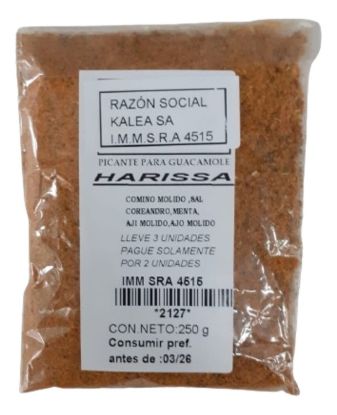 RAZÓN SOCIAL
KALEA SA
I.M.M.S.R.A 4515
PICANTE PARA GUACAMOLE
HARISSA
COMINO MOLIDO ,SAL
COREANDRO,MENTA,
AJI MOLIDO,AJO MOLIDO
LLEVE 3 UNIDADES
PAGUE SOLAMENTE
POR 2 UNIDADES
IMM SRA 4515
*2127*
CON.NETO:250 g
Consumir pref.
antes de :03/26